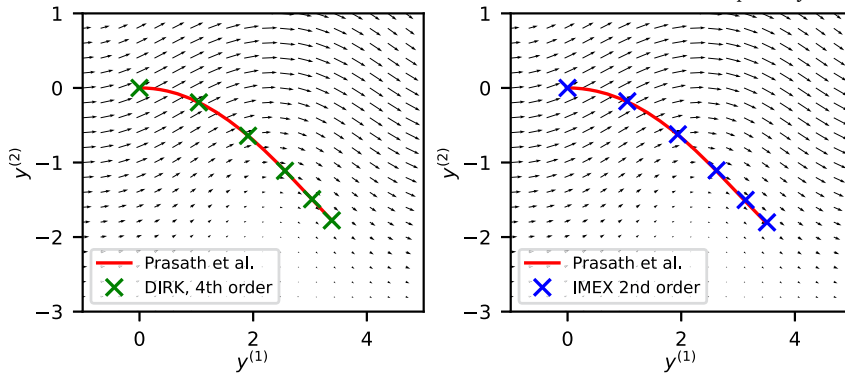 1
0
−1
−2
−3
y(2)
0
2
4
y(1)
Prasath et al.
DIRK, 4th order
1
0
−1
−2
−3
y(2)
0
2
4
y(1)
Prasath et al.
IMEX 2nd order